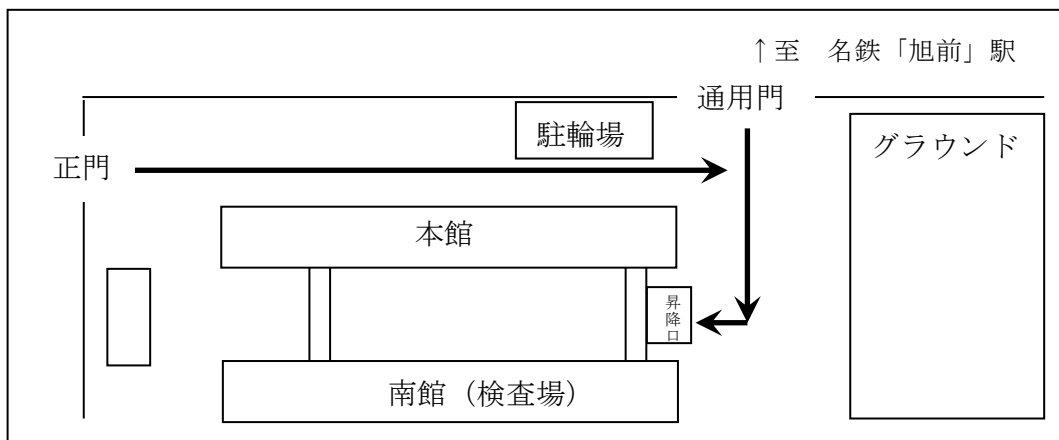 ↑至　名鉄「旭前」駅
通用門
駐輪場
グラウンド
正門
本館
昇降口
南館（検査場）